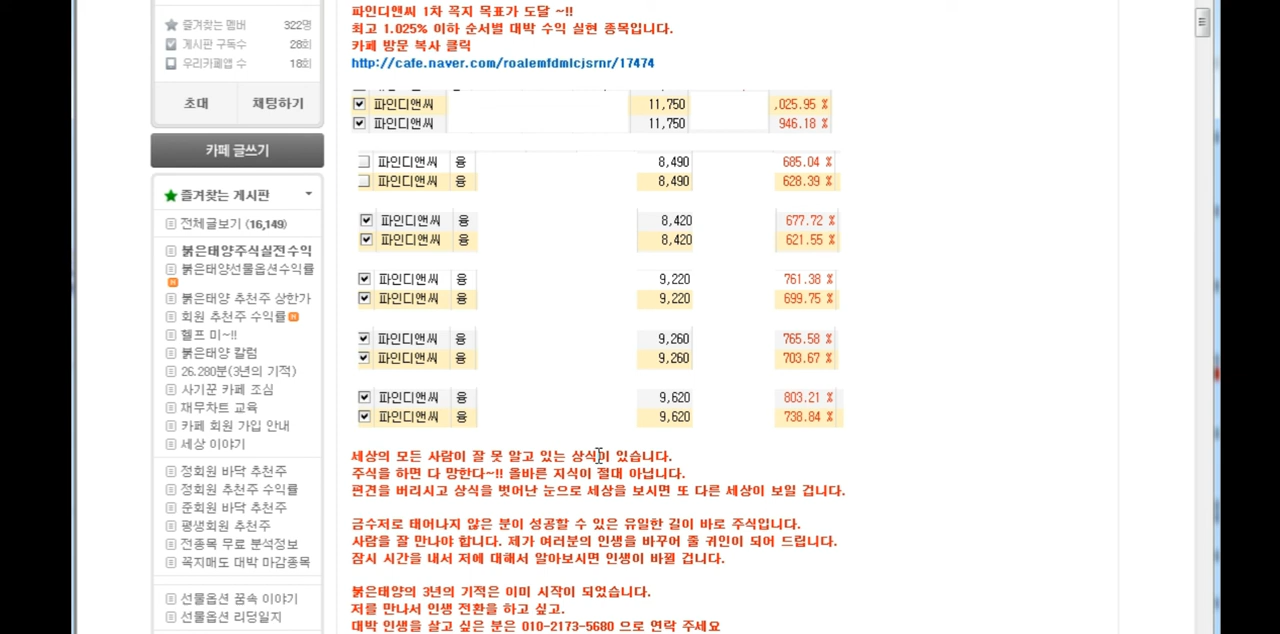 즐겨찾는 멤버 322명
게시판 구독수 28회
우리카페앱 수 18회
초대 채팅하기
카페 글쓰기
즐겨찾는 게시판
전체글보기 (16,149)
붉은태양주식실전수익
붉은태양선물옵션수익률
붉은태양 추천주 상한가
회원 추천주 수익률
헬프 미~!!
붉은태양 칼럼
26.280분(3년의 기적)
사기꾼 카페 조심
재무차트 교육
카페 회원 가입 안내
세상 이야기
정회원 바닥 추천주
정회원 추천주 수익률
준회원 바닥 추천주
평생회원 추천주
전종목 무료 분석정보
꼭지매도 대박 마감종목
선물옵션 꿈속 이야기
선물옵션 리딩일지
파인디앤씨 1차 꼭지 목표가 도달 ~!!
최고 1.025% 이하 순서별 대박 수익 실현 종목입니다.
카페 방문 복사 클릭
http://cafe.naver.com/roalemfdmlcjsrnr/17474
파인디앤씨 11,750 ,025.95 %
파인디앤씨 11,750 946.18 %
파인디앤씨 융 8,490 685.04 %
파인디앤씨 융 8,490 628.39 %
파인디앤씨 융 8,420 677.72 %
파인디앤씨 융 8,420 621.55 %
파인디앤씨 융 9,220 761.38 %
파인디앤씨 융 9,220 699.75 %
파인디앤씨 융 9,260 765.58 %
파인디앤씨 융 9,260 703.67 %
파인디앤씨 융 9,620 803.21 %
파인디앤씨 융 9,620 738.84 %
세상의 모든 사람이 잘 못 알고 있는 상식이 있습니다.
주식을 하면 다 망한다~!! 올바른 지식이 절대 아닙니다.
편견을 버리시고 상식을 벗어난 눈으로 세상을 보시면 또 다른 세상이 보일 겁니다.
금수저로 태어나지 않은 분이 성공할 수 있은 유일한 길이 바로 주식입니다.
사람을 잘 만나야 합니다. 제가 여러분의 인생을 바꾸어 줄 귀인이 되어 드립니다.
잠시 시간을 내서 저에 대해서 알아보시면 인생이 바뀔 겁니다.
붉은태양의 3년의 기적은 이미 시작이 되었습니다.
저를 만나서 인생 전환을 하고 싶고.
대박 인생을 살고 싶은 분은 010-2173-5680 으로 연락 주세요